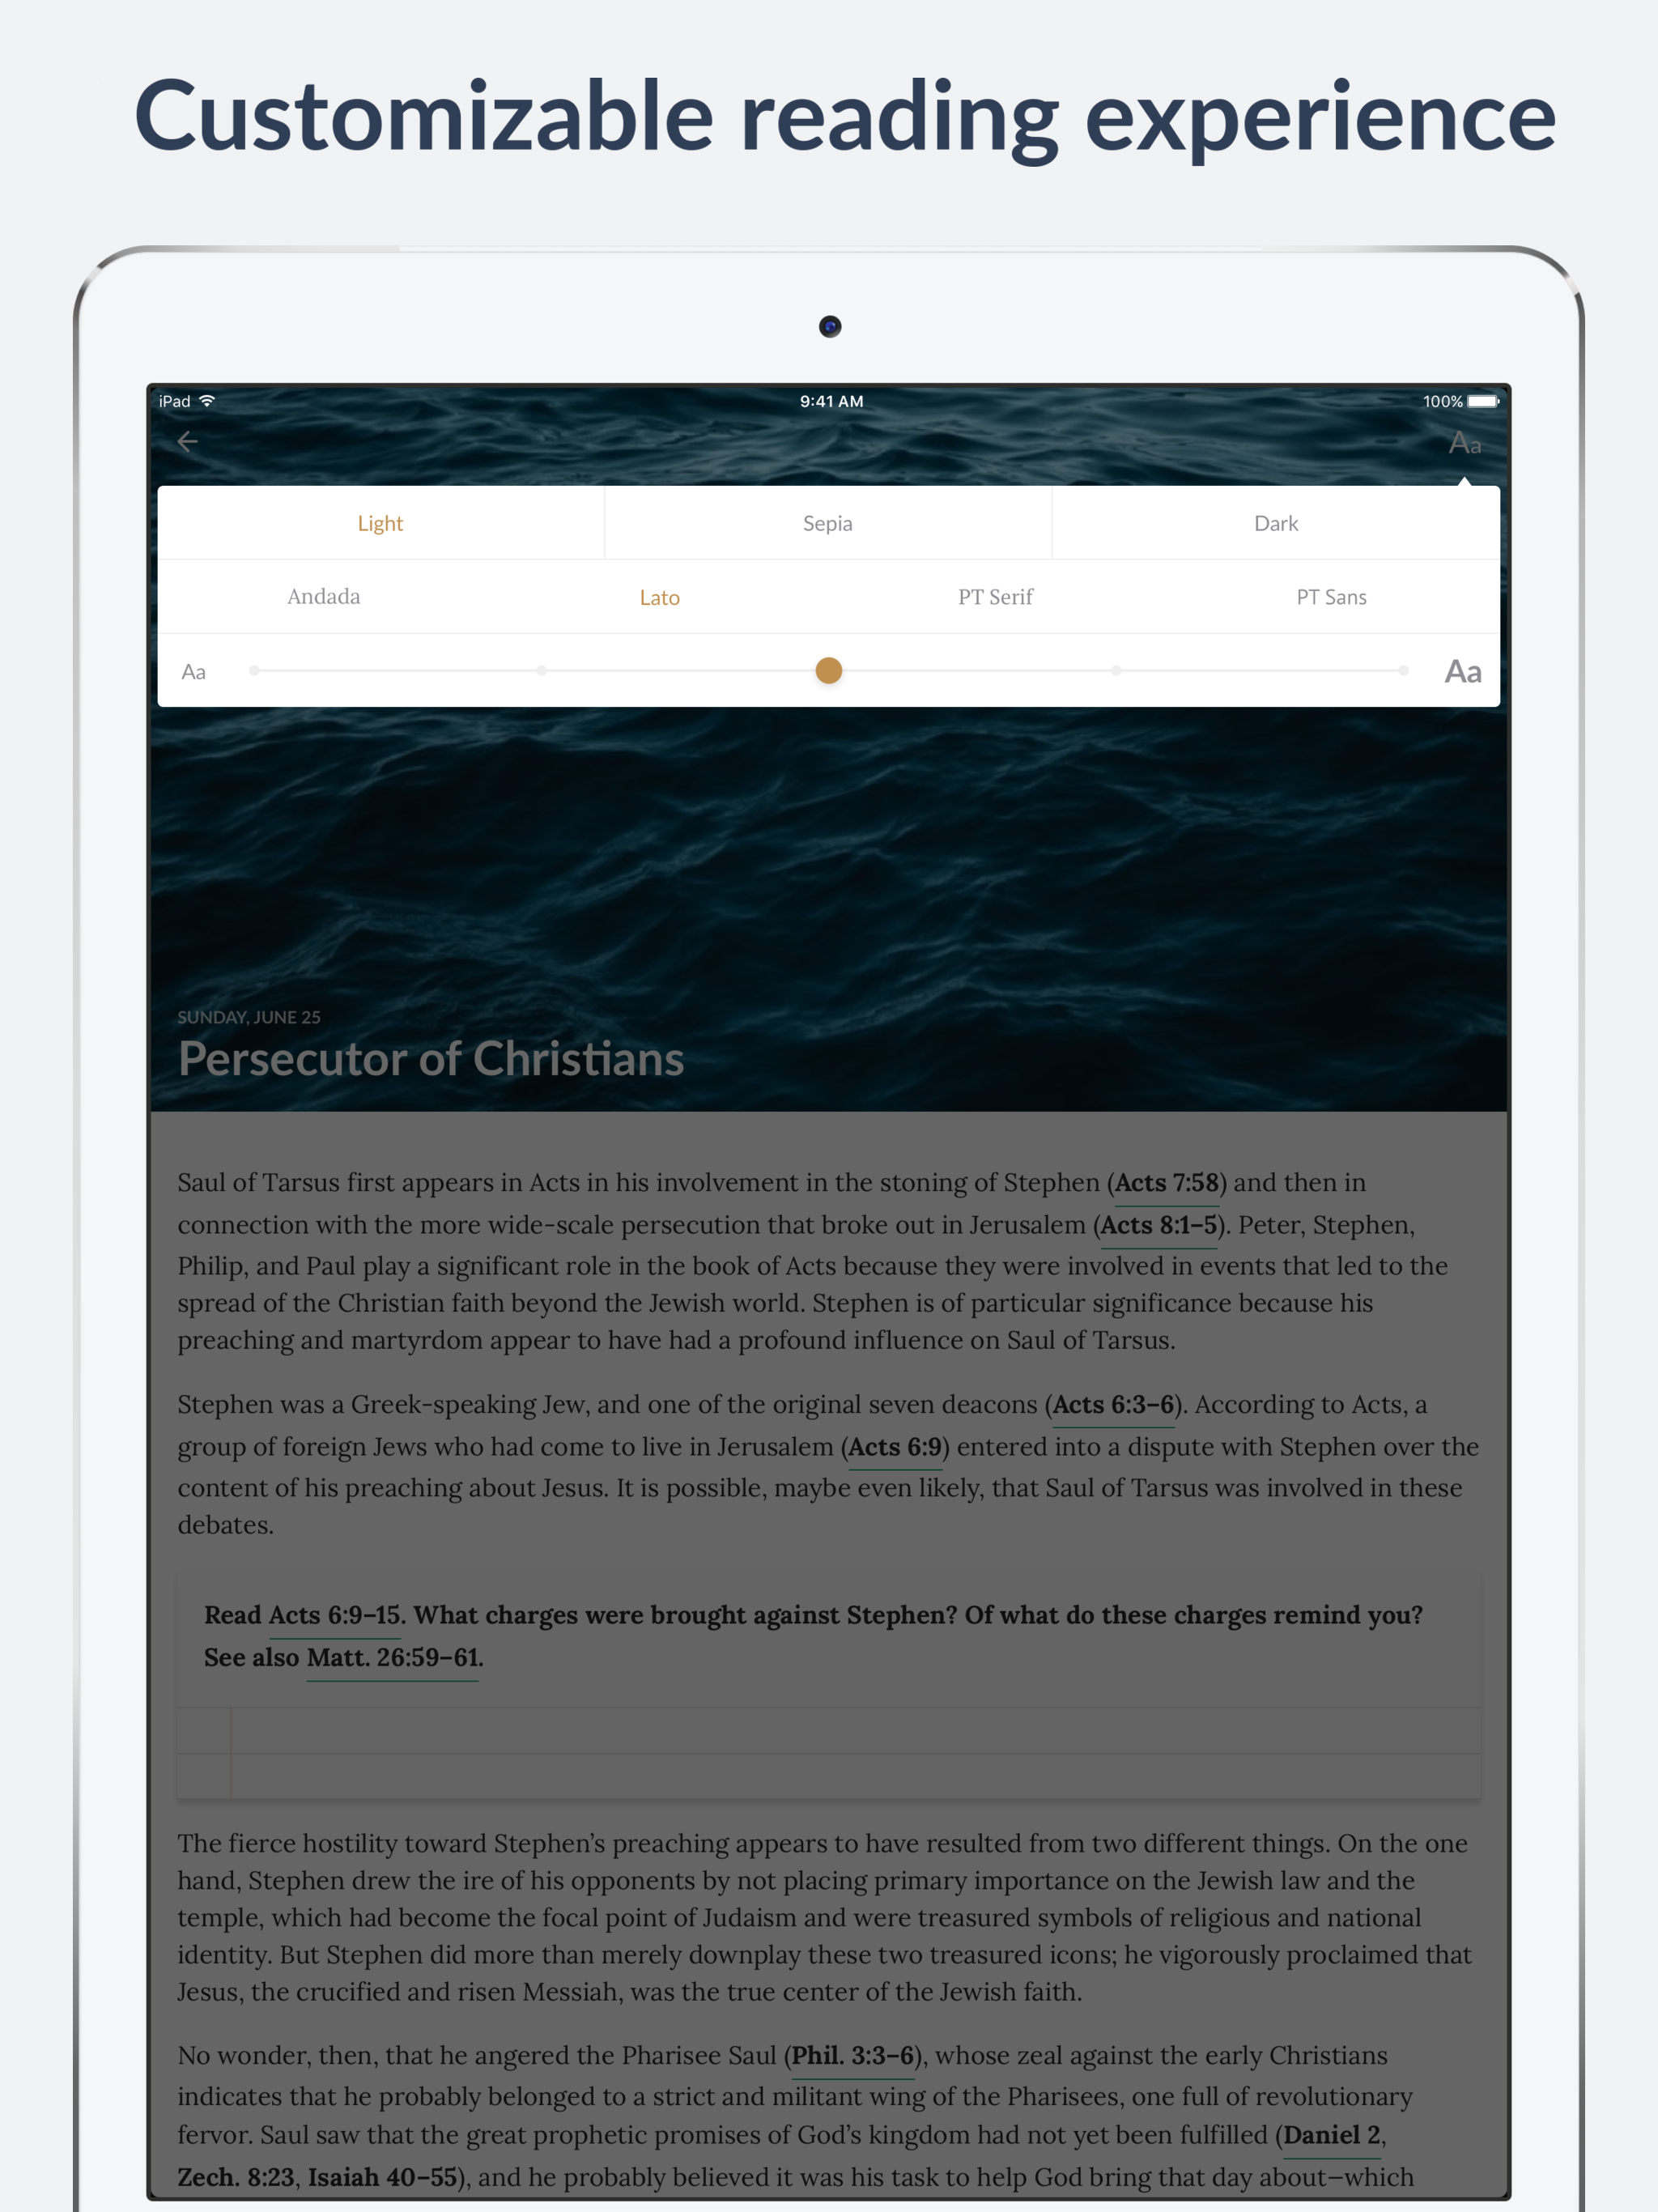 Customizable reading experience
iPad 9:41 AM 100%
Aa
Light Sepia Dark
Andada Lato PT Serif PT Sans
Aa Aa
SUNDAY, JUNE 25
Persecutor of Christians
Saul of Tarsus first appears in Acts in his involvement in the stoning of Stephen (Acts 7:58) and then in
connection with the more wide-scale persecution that broke out in Jerusalem (Acts 8:1–5). Peter, Stephen,
Philip, and Paul play a significant role in the book of Acts because they were involved in events that led to the
spread of the Christian faith beyond the Jewish world. Stephen is of particular significance because his
preaching and martyrdom appear to have had a profound influence on Saul of Tarsus.
Stephen was a Greek-speaking Jew, and one of the original seven deacons (Acts 6:3–6). According to Acts, a
group of foreign Jews who had come to live in Jerusalem (Acts 6:9) entered into a dispute with Stephen over the
content of his preaching about Jesus. It is possible, maybe even likely, that Saul of Tarsus was involved in these
debates.
Read Acts 6:9–15. What charges were brought against Stephen? Of what do these charges remind you?
See also Matt. 26:59–61.
The fierce hostility toward Stephen’s preaching appears to have resulted from two different things. On the one
hand, Stephen drew the ire of his opponents by not placing primary importance on the Jewish law and the
temple, which had become the focal point of Judaism and were treasured symbols of religious and national
identity. But Stephen did more than merely downplay these two treasured icons; he vigorously proclaimed that
Jesus, the crucified and risen Messiah, was the true center of the Jewish faith.
No wonder, then, that he angered the Pharisee Saul (Phil. 3:3–6), whose zeal against the early Christians
indicates that he probably belonged to a strict and militant wing of the Pharisees, one full of revolutionary
fervor. Saul saw that the great prophetic promises of God’s kingdom had not yet been fulfilled (Daniel 2,
Zech. 8:23, Isaiah 40–55), and he probably believed it was his task to help God bring that day about—which